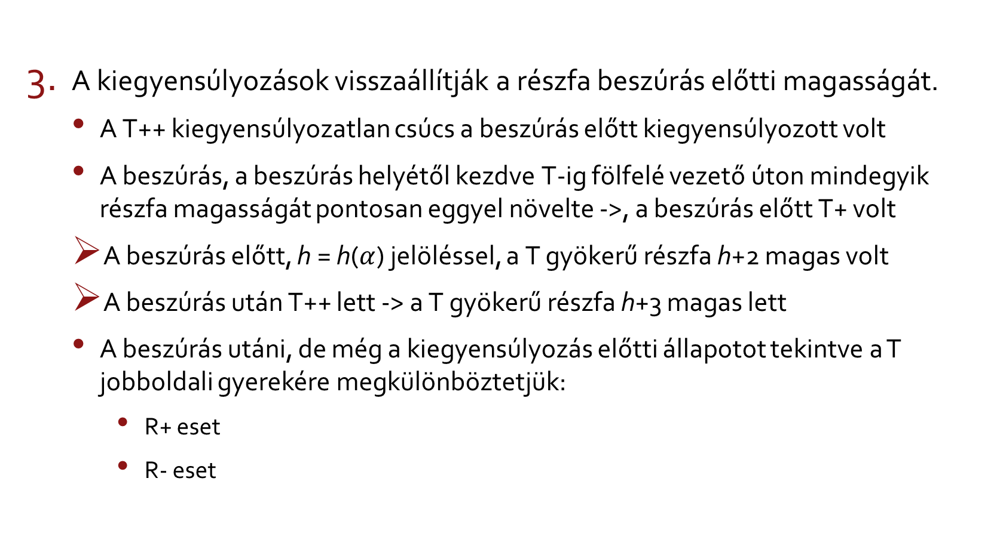 3. A kiegyensúlyozások visszaállítják a részfa beszúrás előtti magasságát.
• A T++ kiegyensúlyozatlan csúcs a beszúrás előtt kiegyensúlyozott volt
• A beszúrás, a beszúrás helyétől kezdve T-ig fölfelé vezető úton mindegyik
részfa magasságát pontosan eggyel növelte ->, a beszúrás előtt T+ volt
➢ A beszúrás előtt, h = h(α) jelöléssel, a T gyökerű részfa h+2 magas volt
➢ A beszúrás után T++ lett -> a T gyökerű részfa h+3 magas lett
• A beszúrás utáni, de még a kiegyensúlyozás előtti állapotot tekintve a T
jobboldali gyerekére megkülönböztetjük:
• R+ eset
• R- eset